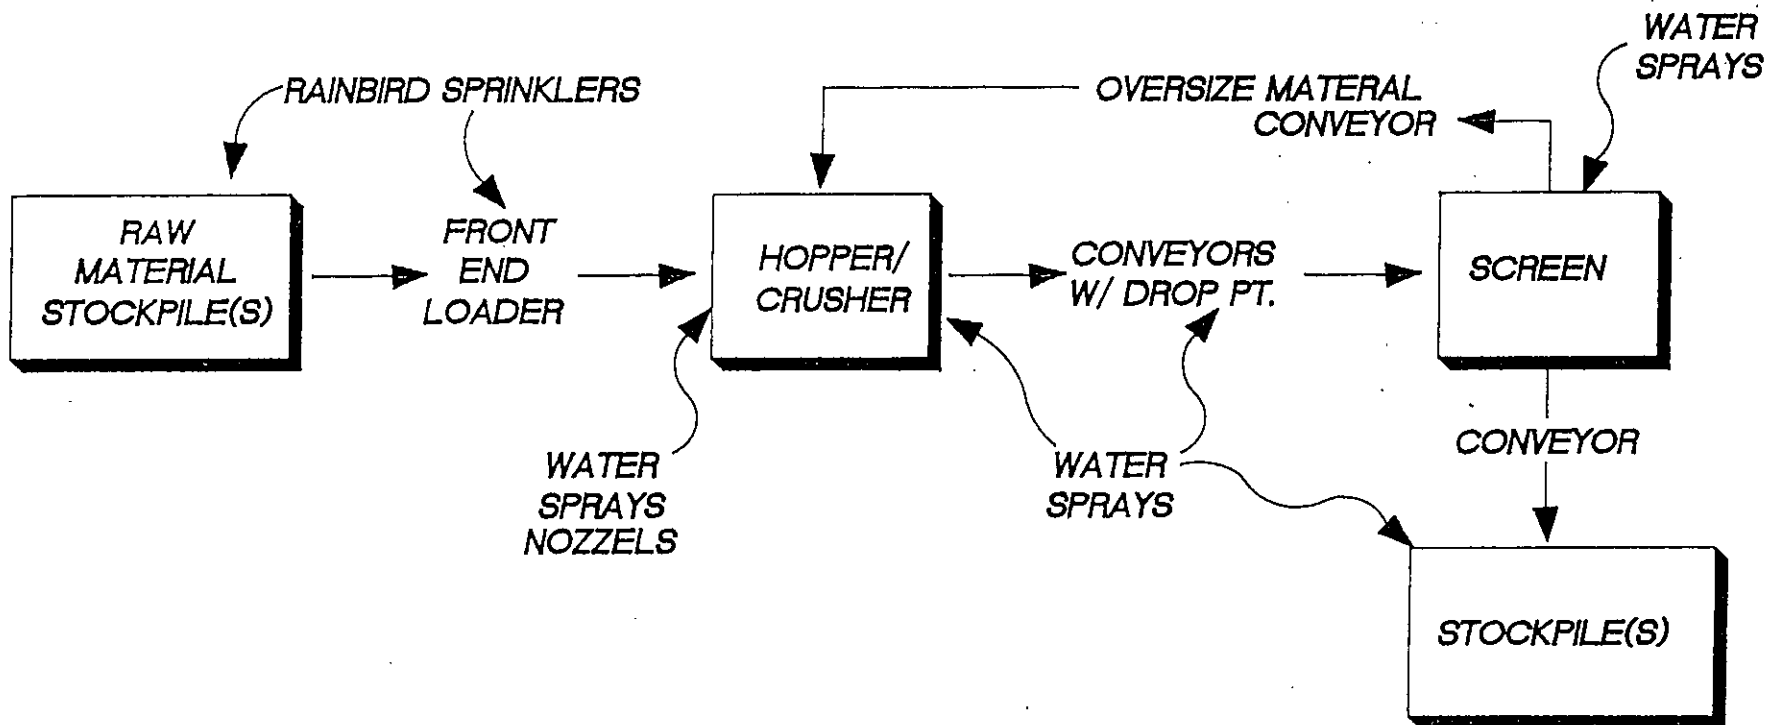 WATER
SPRAYS
RAINBIRD SPRINKLERS
OVERSIZE MATERAL
CONVEYOR
RAW
MATERIAL
STOCKPILE(S)
FRONT
END
LOADER
HOPPER/
CRUSHER
CONVEYORS
W/ DROP PT.
SCREEN
WATER
SPRAYS
NOZZELS
WATER
SPRAYS
CONVEYOR
STOCKPILE(S)